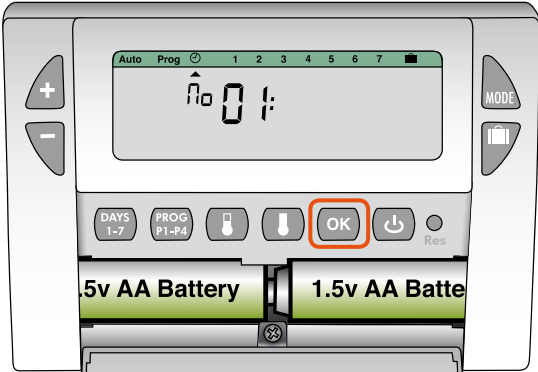 Auto Prog 1 2 3 4 5 6 7
no 01:
+
MODE
-
DAYS 1-7
PROG P1-P4
OK
Res
.5v AA Battery
1.5v AA Batte